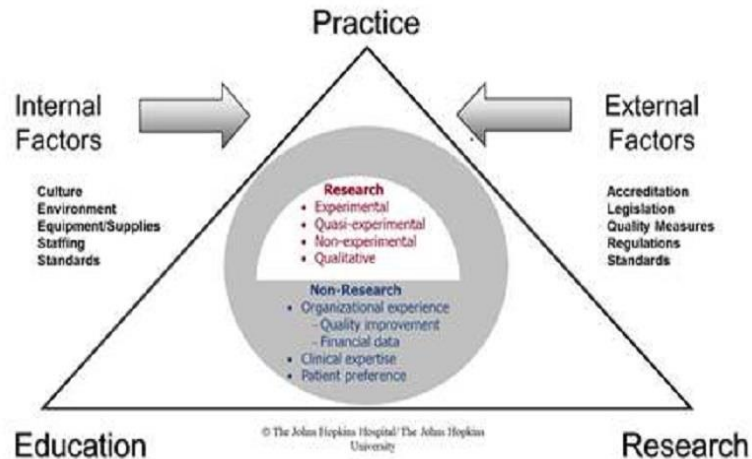 Practice
Internal
Factors
External
Factors
Culture
Environment
Equipment/Supplies
Staffing
Standards
Research
• Experimental
• Quasi-experimental
• Non-experimental
• Qualitative
Non-Research
• Organizational experience
- Quality improvement
- Financial data
• Clinical expertise
• Patient preference
Accreditation
Legislation
Quality Measures
Regulations
Standards
Education
© The Johns Hopkins Hospital/The Johns Hopkins
University
Research